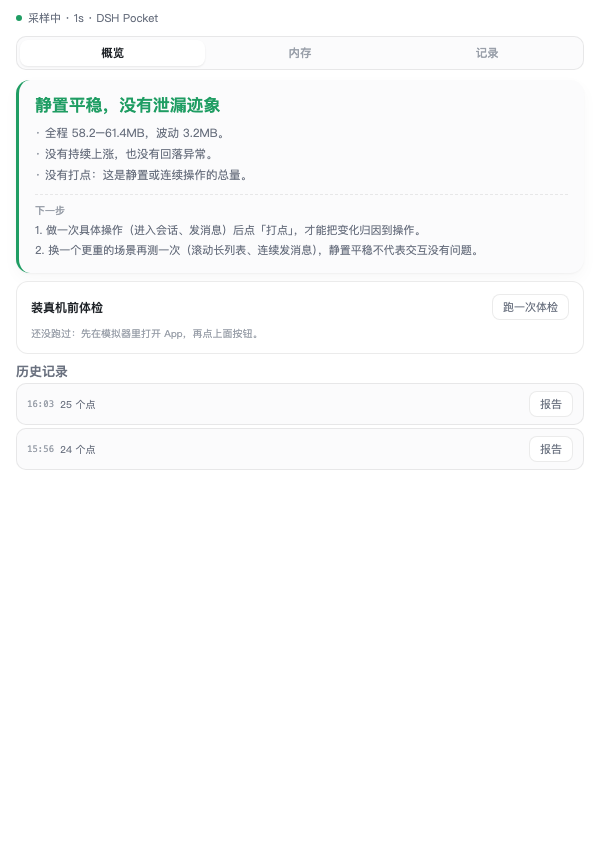 采样中 · 1s · DSH Pocket
概览
内存
记录
静置平稳，没有泄漏迹象
· 全程 58.2–61.4MB，波动 3.2MB。
· 没有持续上涨，也没有回落异常。
· 没有打点：这是静置或连续操作的总量。
下一步
1. 做一次具体操作（进入会话、发消息）后点「打点」，才能把变化归因到操作。
2. 换一个更重的场景再测一次（滚动长列表、连续发消息），静置平稳不代表交互没有问题。
装真机前体检
跑一次体检
还没跑过：先在模拟器里打开 App，再点上面按钮。
历史记录
16:03 25 个点
报告
15:56 24 个点
报告